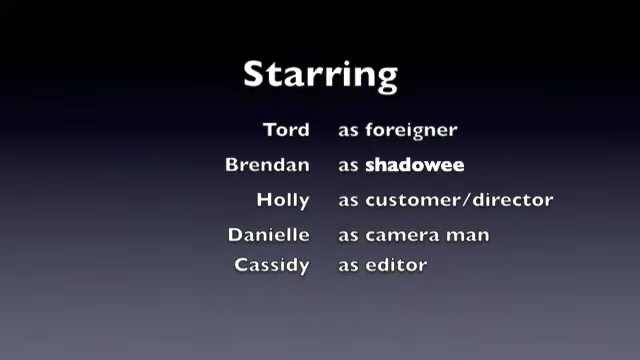 Starring
Tord as foreigner
Brendan as shadowee
Holly as customer/director
Danielle as camera man
Cassidy as editor